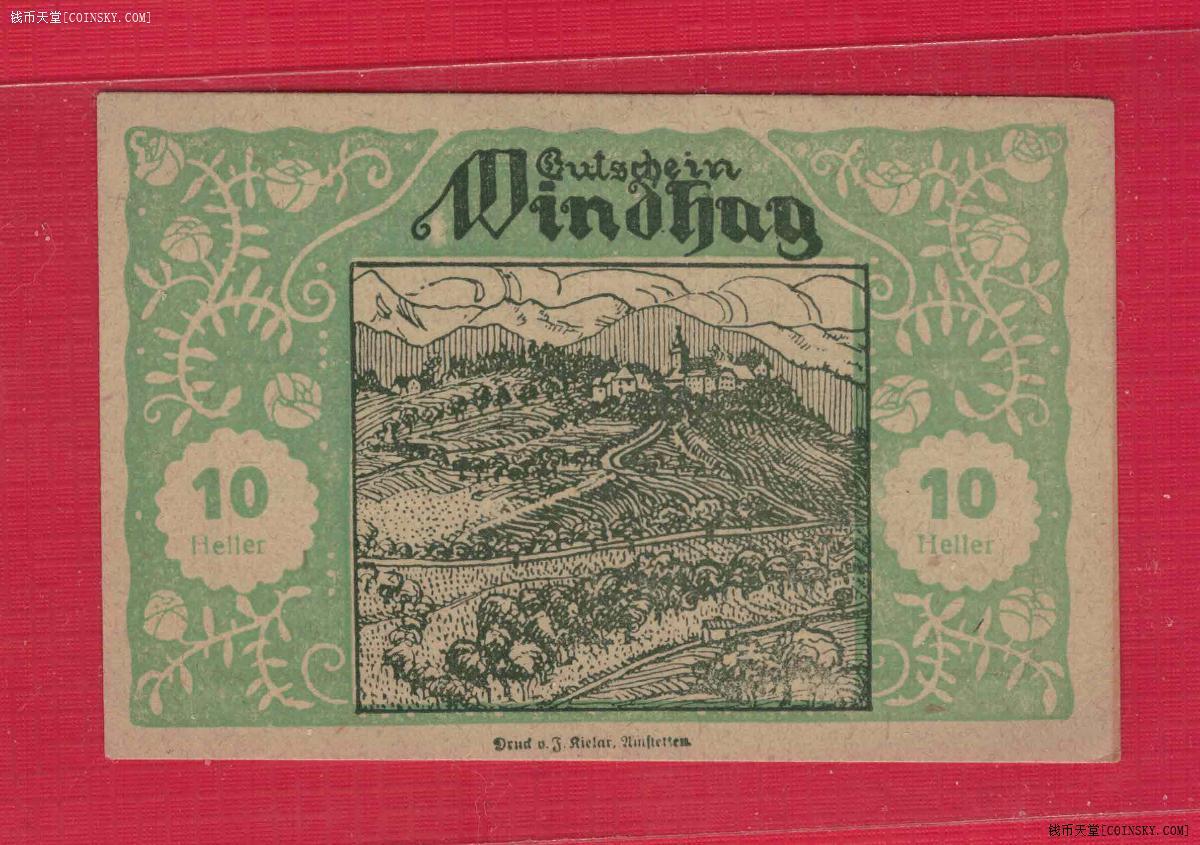 钱币天堂[COINSKY.COM]
Gutschein
Windhag
10
Heller
10
Heller
Druck v. J. Kielar, Amstetten.
钱币天堂[COINSKY.COM]